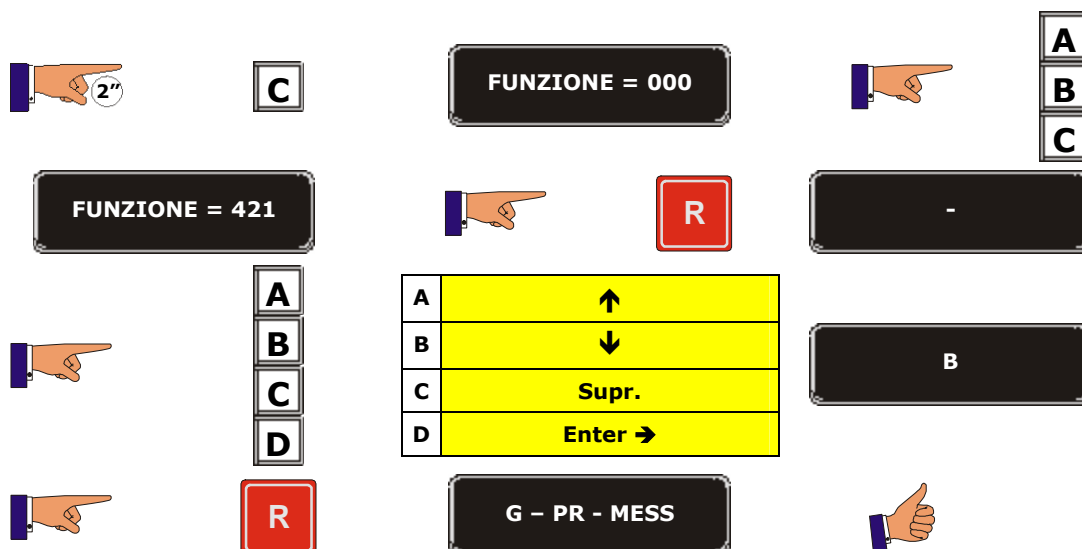 2”
C
FUNZIONE = 000
A
B
C
FUNZIONE = 421
R
-
A
B
C
D
A ↑
B ↓
C Supr.
D Enter →
B
R
G – PR - MESS